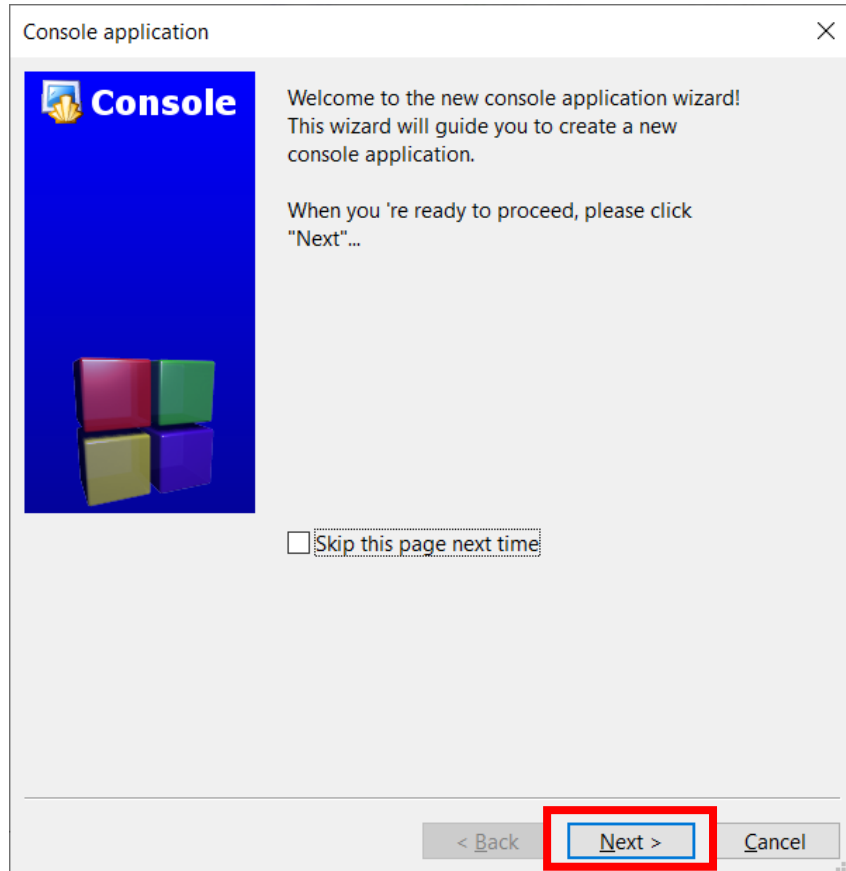 Console application
Console
Welcome to the new console application wizard!
This wizard will guide you to create a new
console application.
When you 're ready to proceed, please click
"Next"...
Skip this page next time
< Back
Next >
Cancel